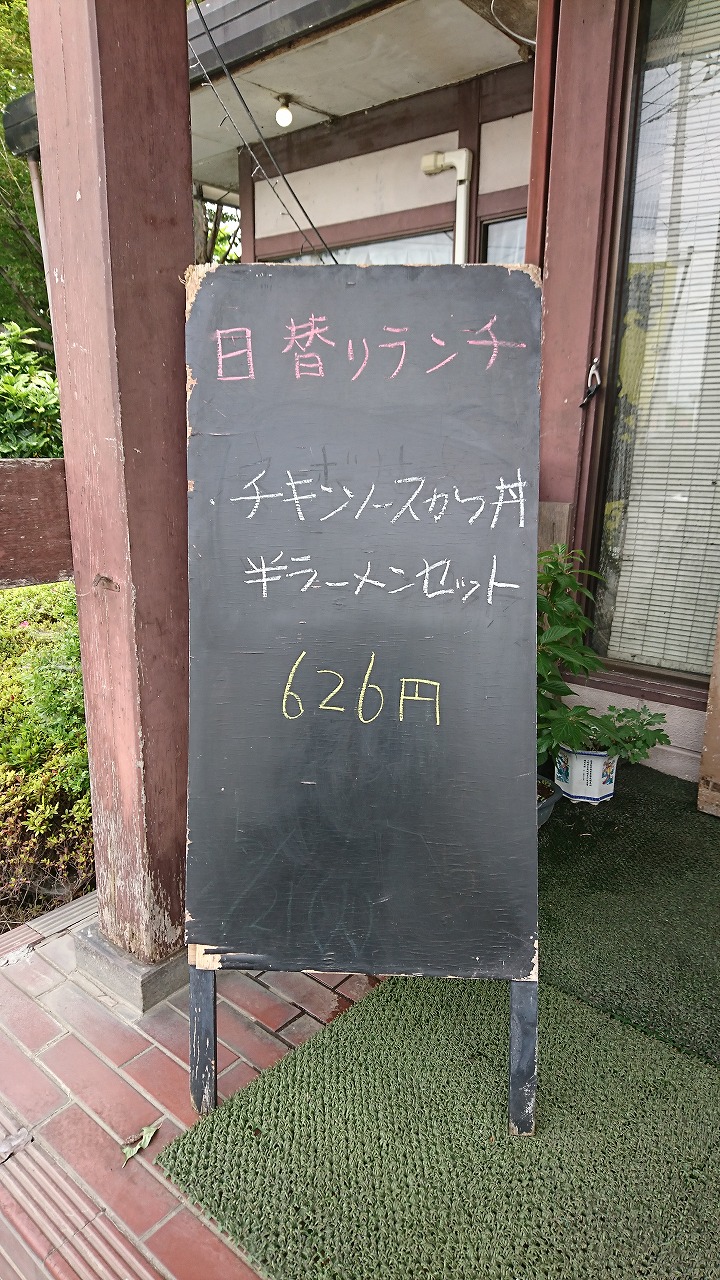 日替りランチ
・チキンソースかつ丼
半ラーメンセット
626円